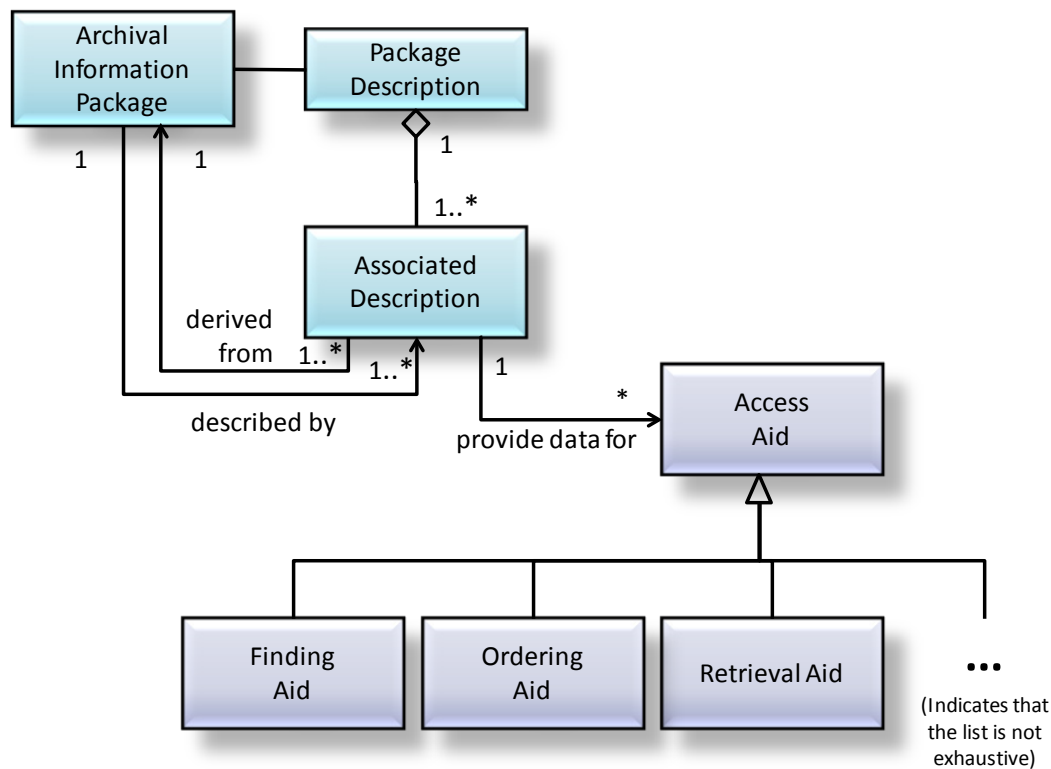 Archival
Information
Package
Package
Description
1
1
1
1..*
Associated
Description
derived
from
1..*
1..*
1
described by
*
provide data for
Access
Aid
Finding
Aid
Ordering
Aid
Retrieval Aid
...
(Indicates that
the list is not
exhaustive)